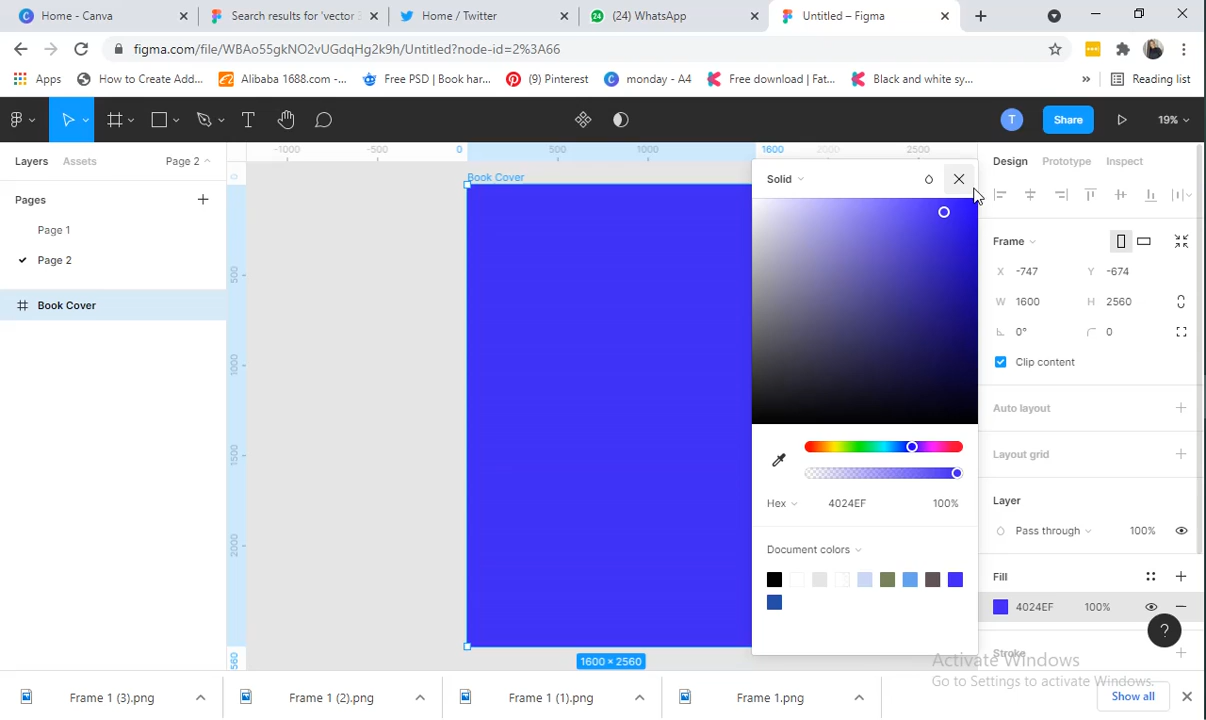 Home - Canva
Search results for 'vector
Home / Twitter
(24) WhatsApp
Untitled – Figma
figma.com/file/WBAo55gkNO2vUGdqHg2k9h/Untitled?node-id=2%3A66
Apps
How to Create Add...
Alibaba 1688.com -...
Free PSD | Book har...
(9) Pinterest
monday - A4
Free download | Fat...
Black and white sy...
»
Reading list
T
Share
19%
Layers
Assets
Page 2
-1000
-500
0
500
1000
1600
2000
2500
Solid
Design
Prototype
Inspect
Pages
Book Cover
Page 1
Page 2
Book Cover
0
500
1000
1500
2000
560
Frame
X -747
Y -674
W 1600
H 2560
0°
0
Clip content
Auto layout
Layout grid
Hex
4024EF
100%
Layer
Pass through
100%
Document colors
Fill
4024EF
100%
Stroke
?
1600 × 2560
Activate Windows
Go to Settings to activate Windows.
Frame 1 (3).png
Frame 1 (2).png
Frame 1 (1).png
Frame 1.png
Show all